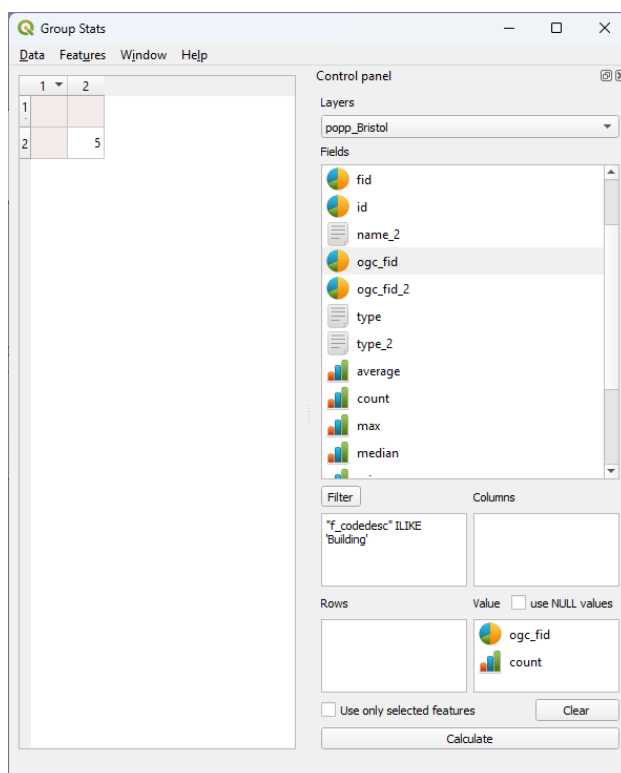 Group Stats
Data Features Window Help
1 2
1
2 5
Control panel
Layers
popp_Bristol
Fields
fid
id
name_2
ogc_fid
ogc_fid_2
type
type_2
average
count
max
median
Filter
Columns
"f_codedesc" ILIKE
'Building'
Rows
Value use NULL values
ogc_fid
count
Use only selected features
Clear
Calculate